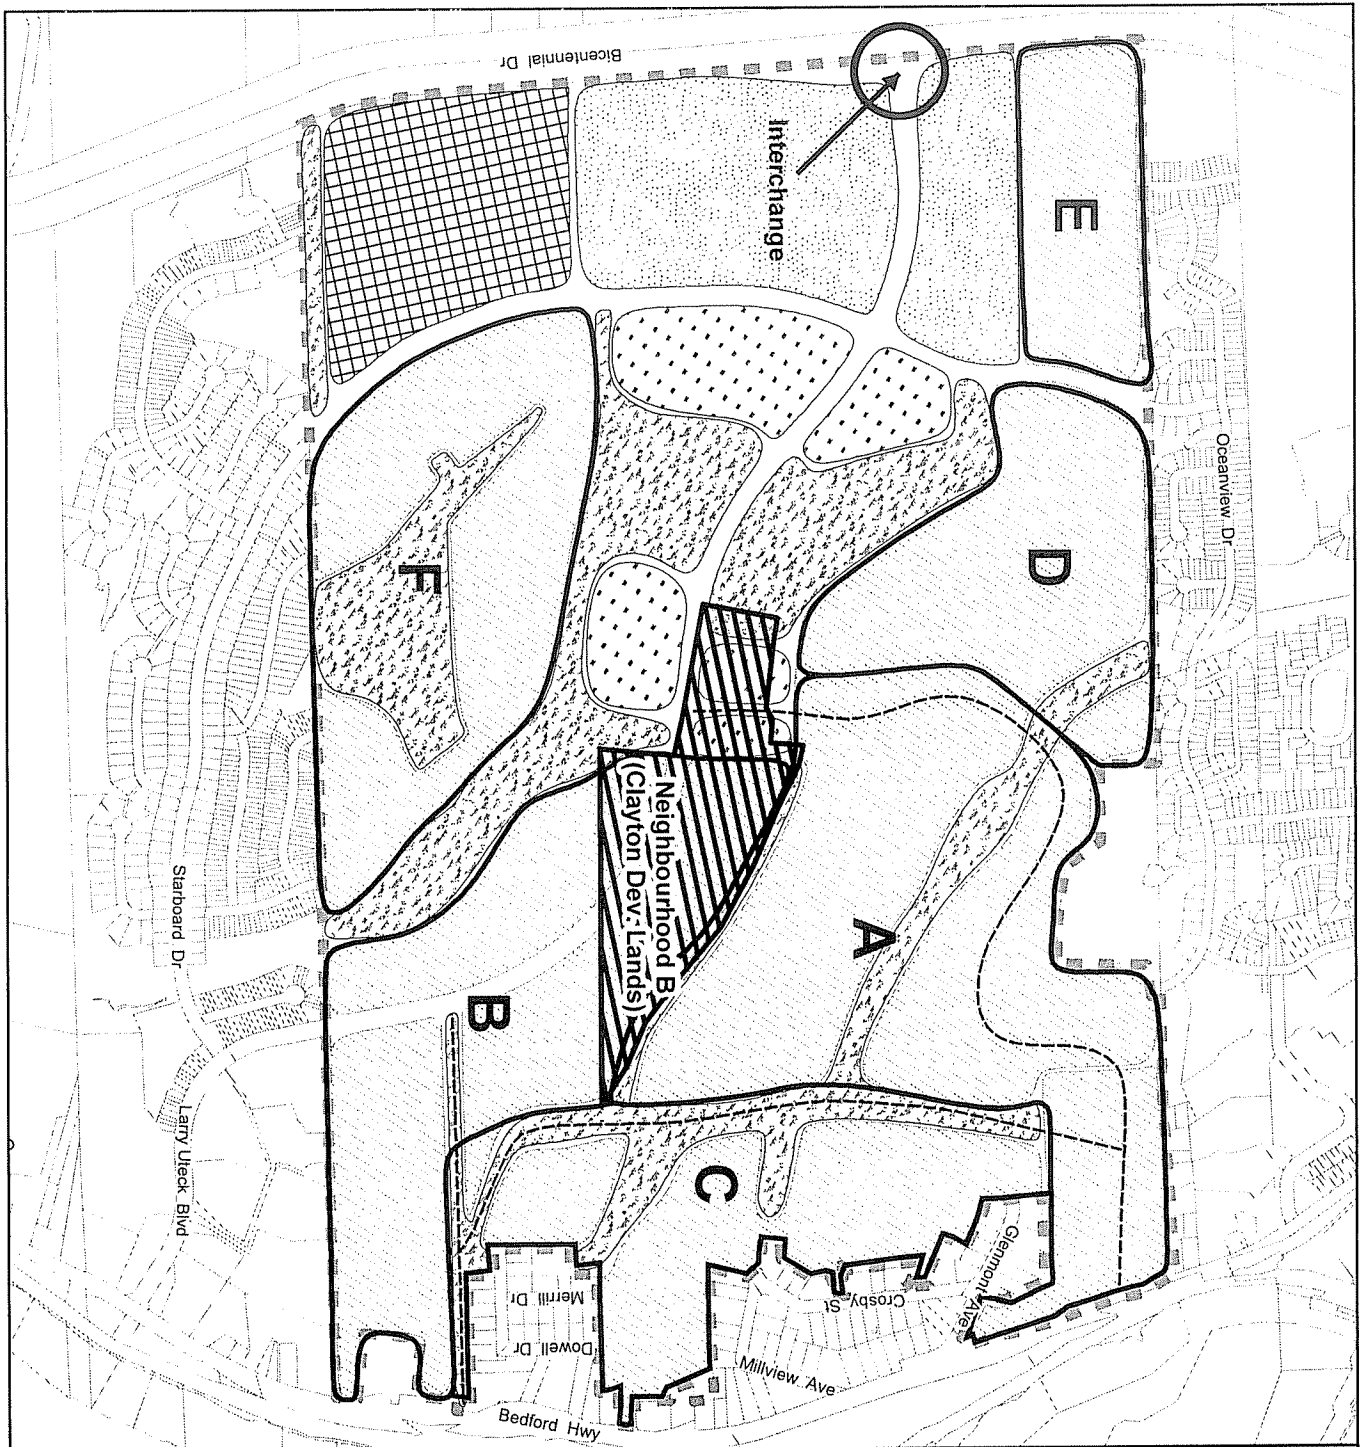 Bicentennial Dr
Interchange
E
Oceanview Dr
D
F
Neighbourhood B
(Clayton Dev. Lands)
A
B
Starboard Dr
C
Larry Uteck Blvd
Glenmont Ave
Crosby St
Merrill Dr
Dowell Dr
Millview Ave
Bedford Hwy